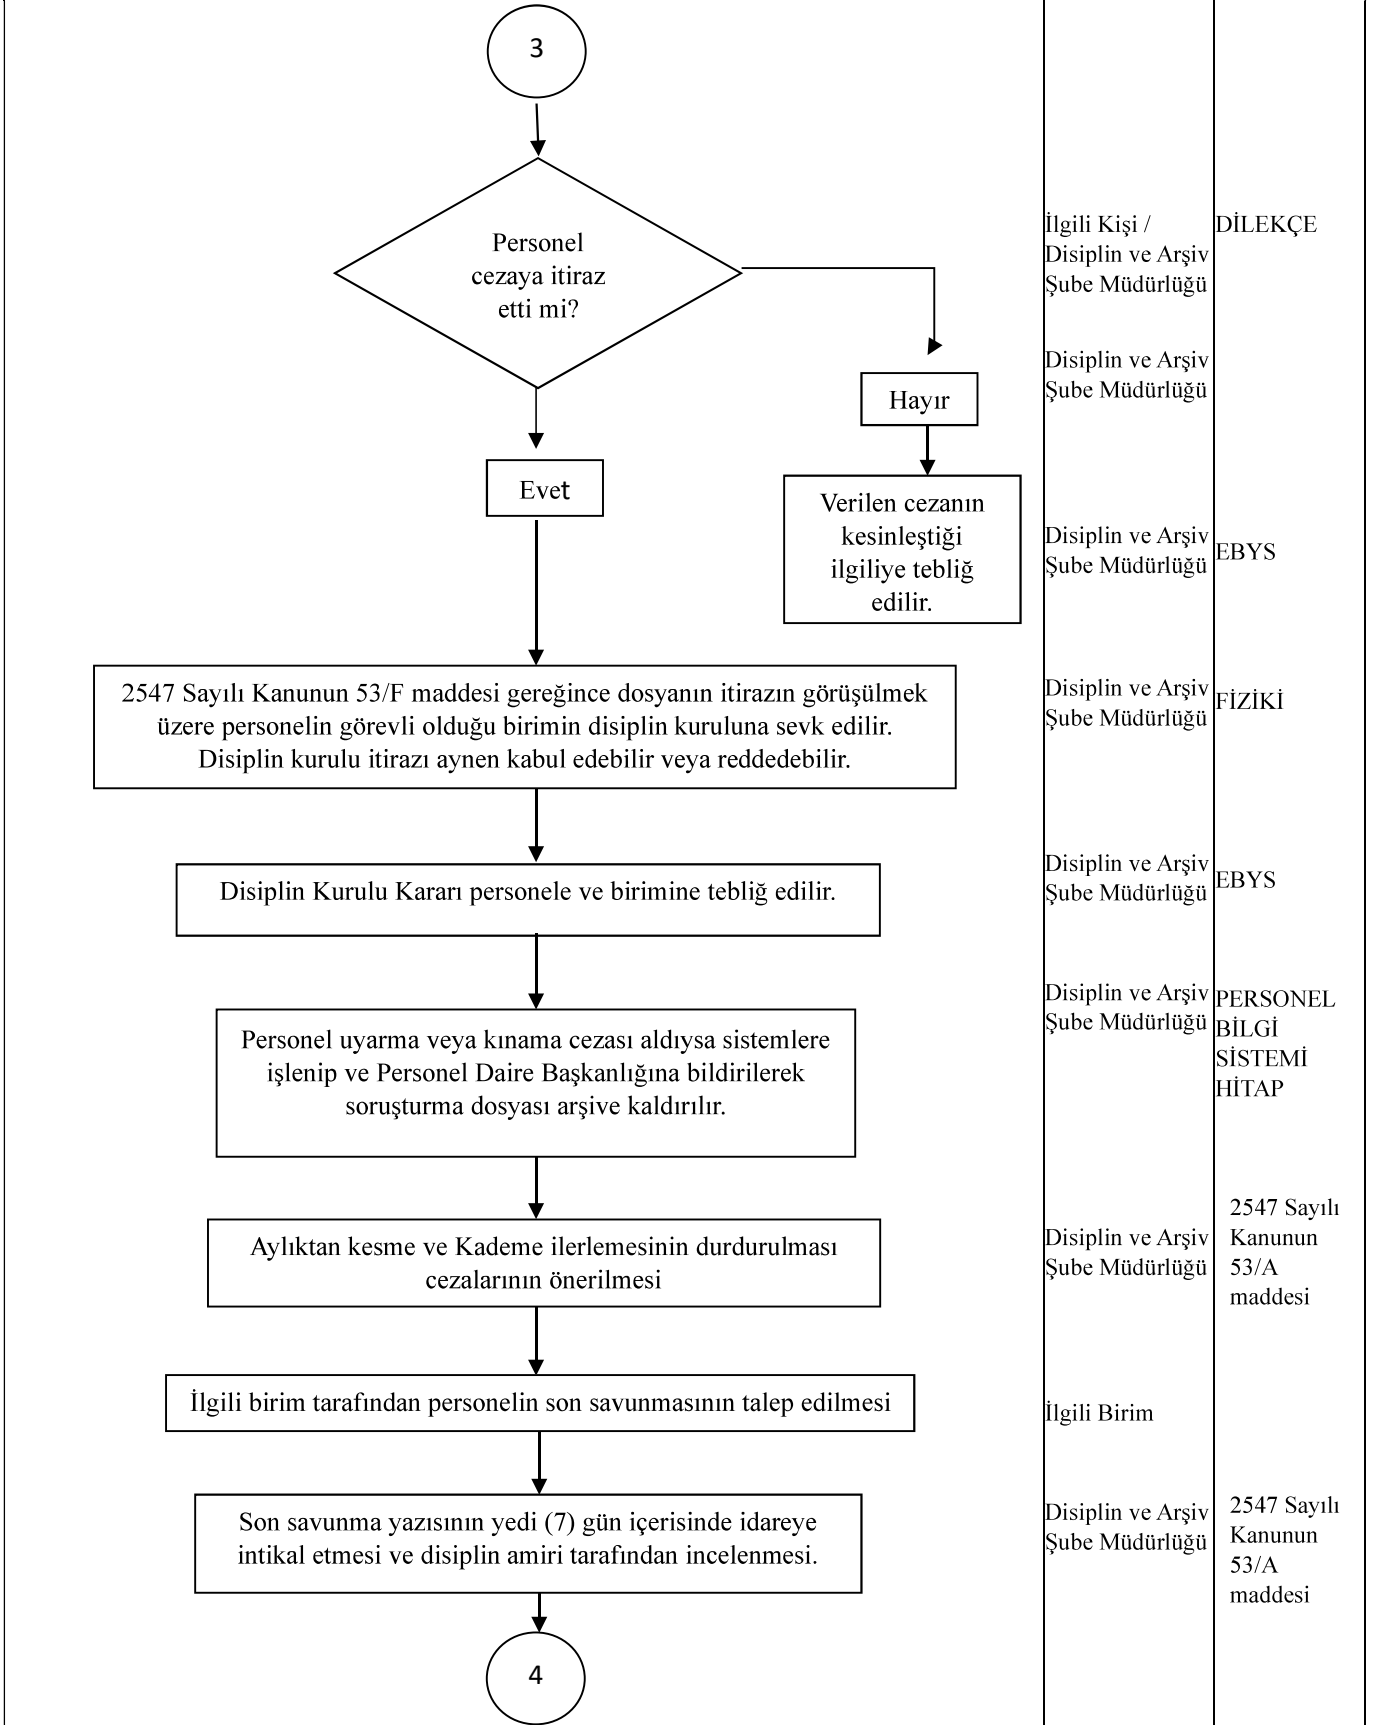 3
Personel
cezaya itiraz
etti mi?
İlgili Kişi /
Disiplin ve Arşiv
Şube Müdürlüğü
DİLEKÇE
Hayır
Disiplin ve Arşiv
Şube Müdürlüğü
Evet
Verilen cezanın
kesinleştiği
ilgiliye tebliğ
edilir.
Disiplin ve Arşiv
Şube Müdürlüğü
EBYS
2547 Sayılı Kanunun 53/F maddesi gereğince dosyanın itirazın görüşülmek
üzere personelin görevli olduğu birimin disiplin kuruluna sevk edilir.
Disiplin kurulu itirazı aynen kabul edebilir veya reddedebilir.
Disiplin ve Arşiv
Şube Müdürlüğü
FİZİKİ
Disiplin Kurulu Kararı personele ve birimine tebliğ edilir.
Disiplin ve Arşiv
Şube Müdürlüğü
EBYS
Personel uyarma veya kınama cezası aldıysa sistemlere
işlenip ve Personel Daire Başkanlığına bildirilerek
soruşturma dosyası arşive kaldırılır.
Disiplin ve Arşiv
Şube Müdürlüğü
PERSONEL
BİLGİ
SİSTEMİ
HİTAP
Aylıktan kesme ve Kademe ilerlemesinin durdurulması
cezalarının önerilmesi
Disiplin ve Arşiv
Şube Müdürlüğü
2547 Sayılı
Kanunun
53/A
maddesi
İlgili birim tarafından personelin son savunmasının talep edilmesi
İlgili Birim
Son savunma yazısının yedi (7) gün içerisinde idareye
intikal etmesi ve disiplin amiri tarafından incelenmesi.
Disiplin ve Arşiv
Şube Müdürlüğü
2547 Sayılı
Kanunun
53/A
maddesi
4